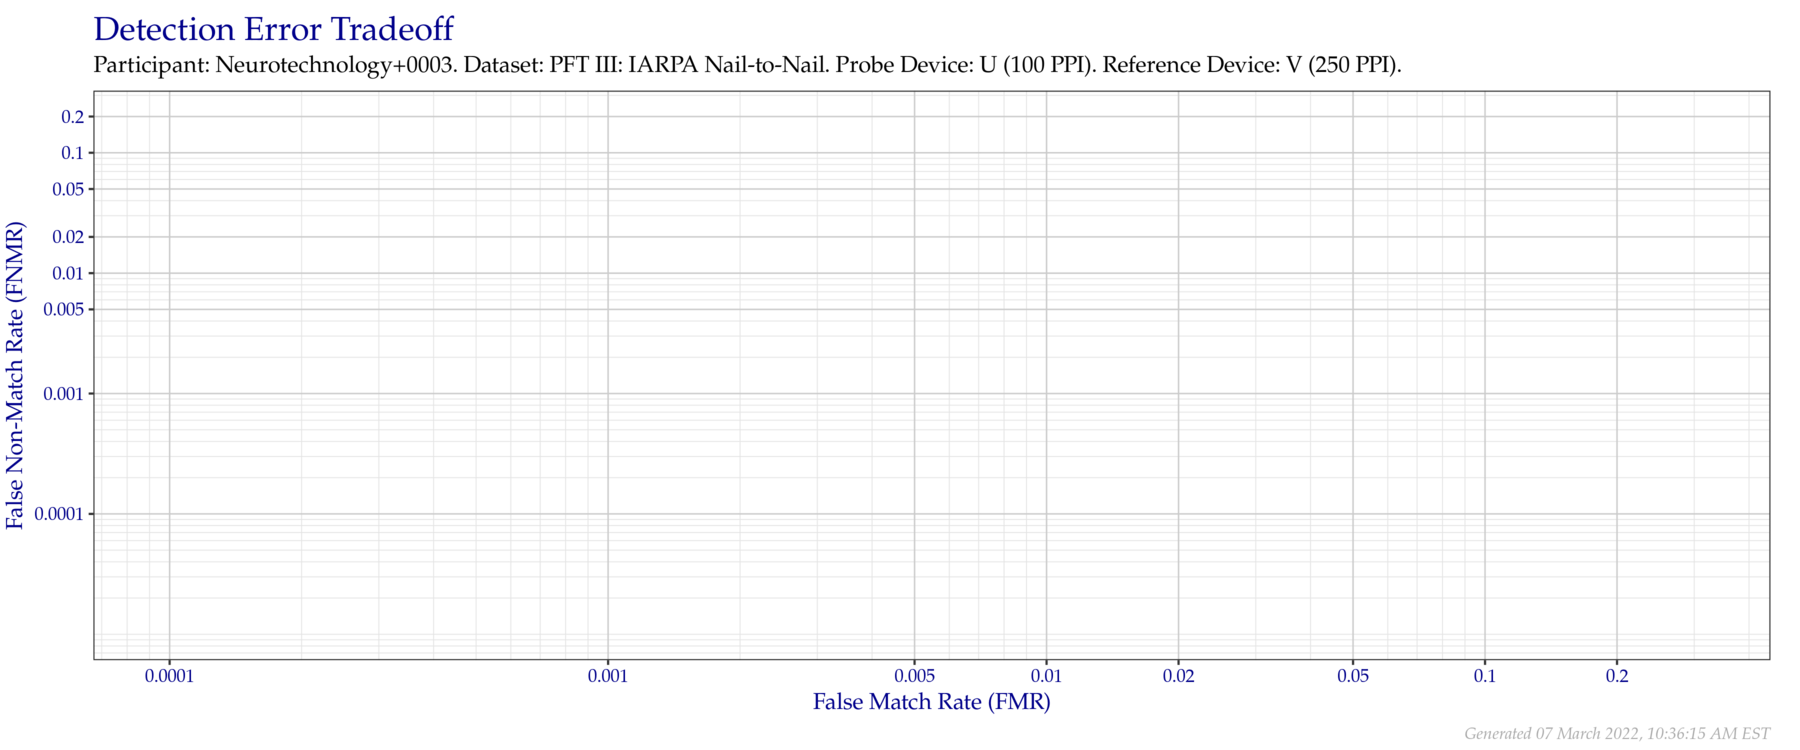 Detection Error Tradeoff
Participant: Neurotechnology+0003. Dataset: PFT III: IARPA Nail-to-Nail. Probe Device: U (100 PPI). Reference Device: V (250 PPI).
False Non-Match Rate (FNMR)
0.2
0.1
0.05
0.02
0.01
0.005
0.001
0.0001
0.0001 0.001 0.005 0.01 0.02 0.05 0.1 0.2
False Match Rate (FMR)
Generated 07 March 2022, 10:36:15 AM EST